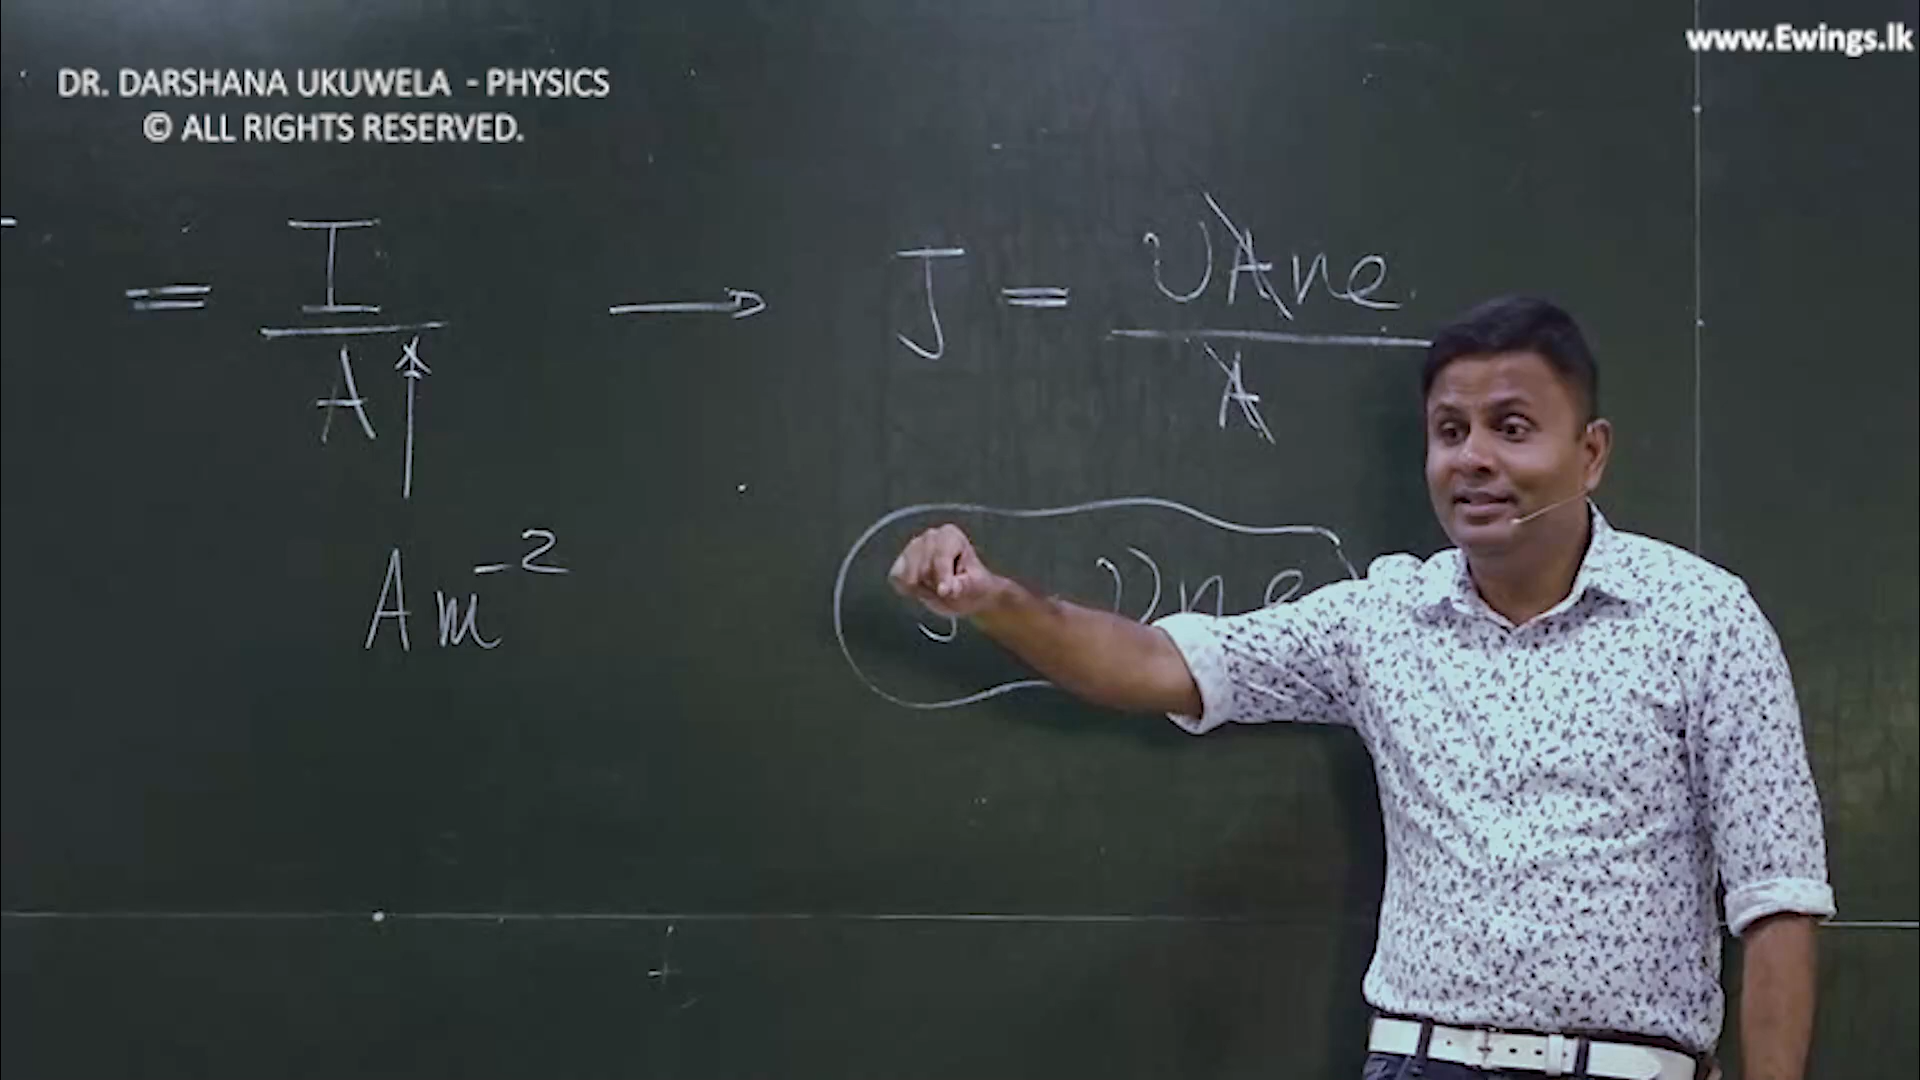 www.Ewings.lk
DR. DARSHANA UKUWELA - PHYSICS
© ALL RIGHTS RESERVED.
= I / A → J = vAne / A
Am⁻²
J vne